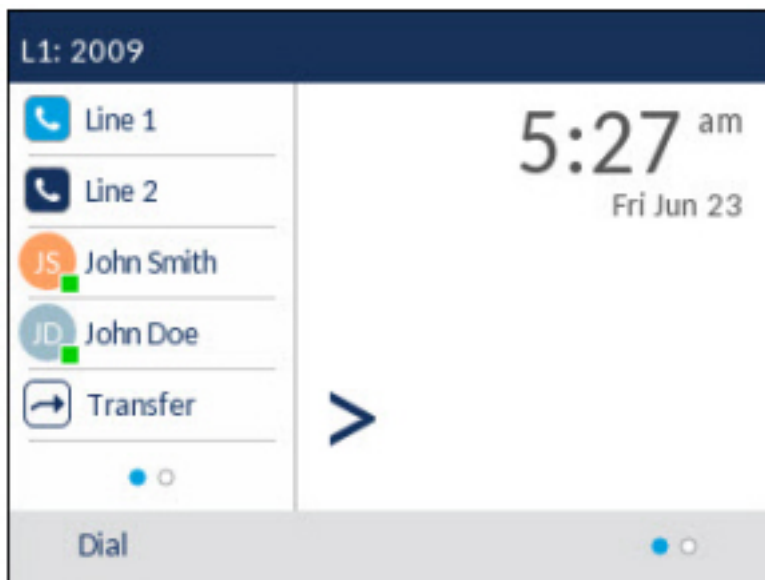 L1: 2009
Line 1
Line 2
JS John Smith
JD John Doe
Transfer
5:27 am
Fri Jun 23
>
Dial